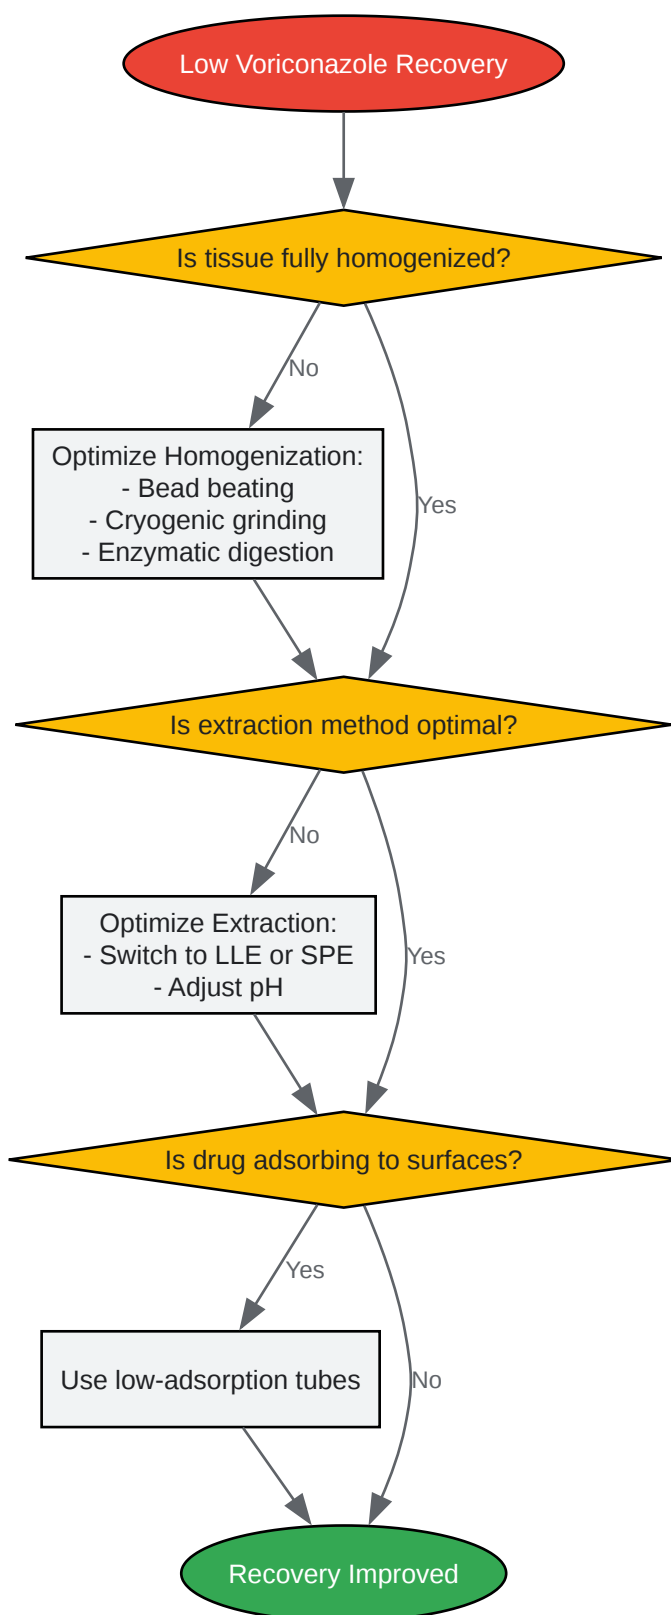 Low Voriconazole Recovery
Is tissue fully homogenized?
No
Optimize Homogenization:
- Bead beating
- Cryogenic grinding
- Enzymatic digestion
Yes
Is extraction method optimal?
No
Optimize Extraction:
- Switch to LLE or SPE
- Adjust pH
Yes
Is drug adsorbing to surfaces?
Yes
Use low-adsorption tubes
No
Recovery Improved